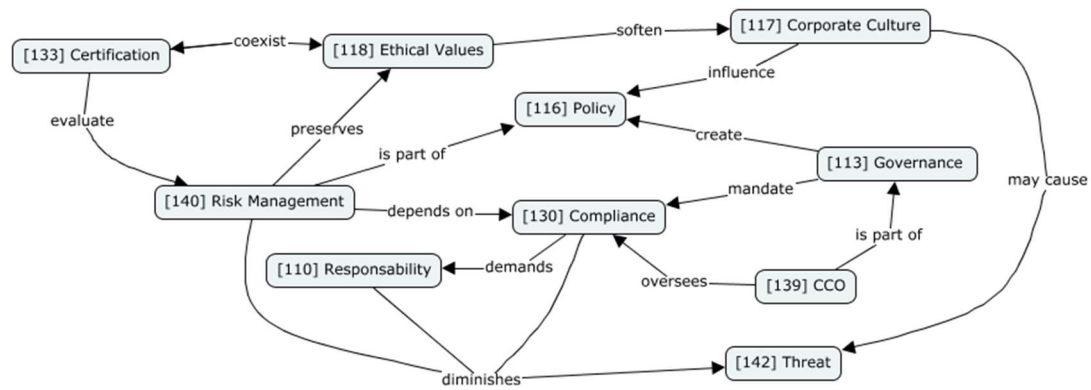 [117] Corporate Culture
soften
coexist
[133] Certification
[118] Ethical Values
influence
[116] Policy
evaluate
preserves
create
is part of
[113] Governance
may cause
mandate
[140] Risk Management
depends on
[130] Compliance
is part of
[110] Responsability
demands
oversees
[139] CCO
[142] Threat
diminishes